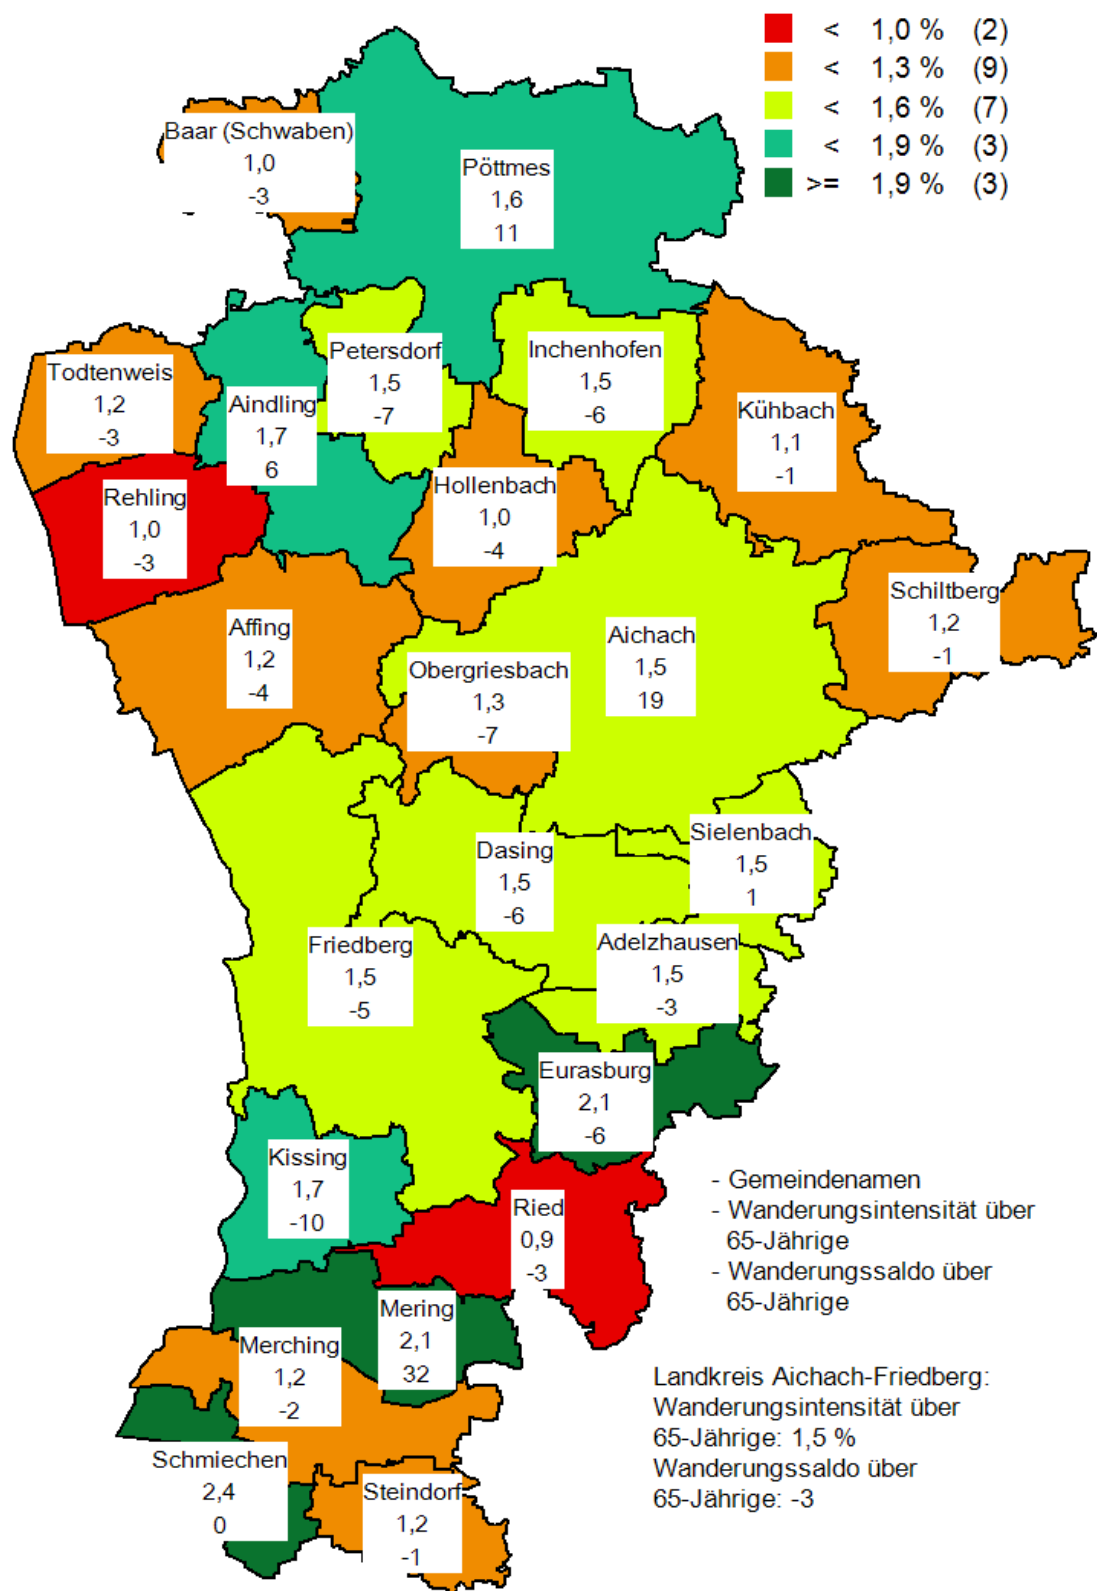 < 1,0 % (2)
< 1,3 % (9)
< 1,6 % (7)
< 1,9 % (3)
>= 1,9 % (3)
Baar (Schwaben)
1,0
-3
Pöttmes
1,6
11
Todtenweis
1,2
-3
Aindling
1,7
6
Petersdorf
1,5
-7
Inchenhofen
1,5
-6
Kühbach
1,1
-1
Rehling
1,0
-3
Hollenbach
1,0
-4
Schiltberg
1,2
-1
Affing
1,2
-4
Obergriesbach
1,3
-7
Aichach
1,5
19
Dasing
1,5
-6
Sielenbach
1,5
1
Friedberg
1,5
-5
Adelzhausen
1,5
-3
Eurasburg
2,1
-6
Kissing
1,7
-10
Ried
0,9
-3
Mering
2,1
32
Merching
1,2
-2
Schmiechen
2,4
0
Steindorf
1,2
-1
- Gemeindenamen
- Wanderungsintensität über
65-Jährige
- Wanderungssaldo über
65-Jährige
Landkreis Aichach-Friedberg:
Wanderungsintensität über
65-Jährige: 1,5 %
Wanderungssaldo über
65-Jährige: -3